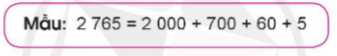 Mẫu: 2 765 = 2 000 + 700 + 60 + 5